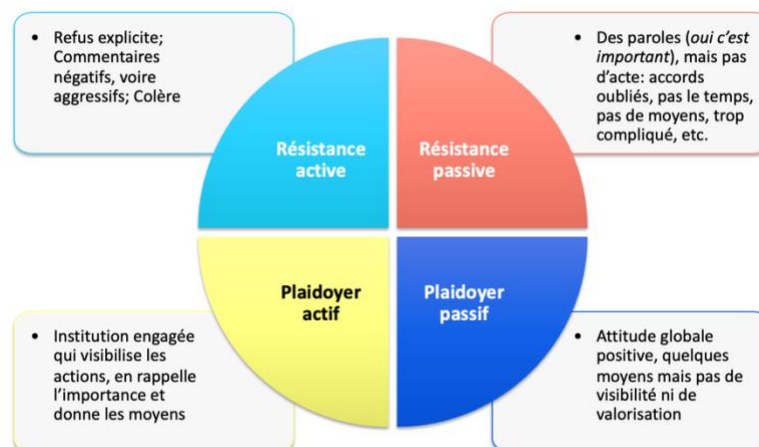 • Refus explicite;
Commentaires
négatifs, voire
aggressifs; Colère
• Des paroles (oui c'est
important), mais pas
d'acte: accords
oubliés, pas le temps,
pas de moyens, trop
compliqué, etc.
Résistance
active
Résistance
passive
Plaidoyer
actif
Plaidoyer
passif
• Institution engagée
qui visibilise les
actions, en rappelle
l'importance et
donne les moyens
• Attitude globale
positive, quelques
moyens mais pas de
visibilité ni de
valorisation